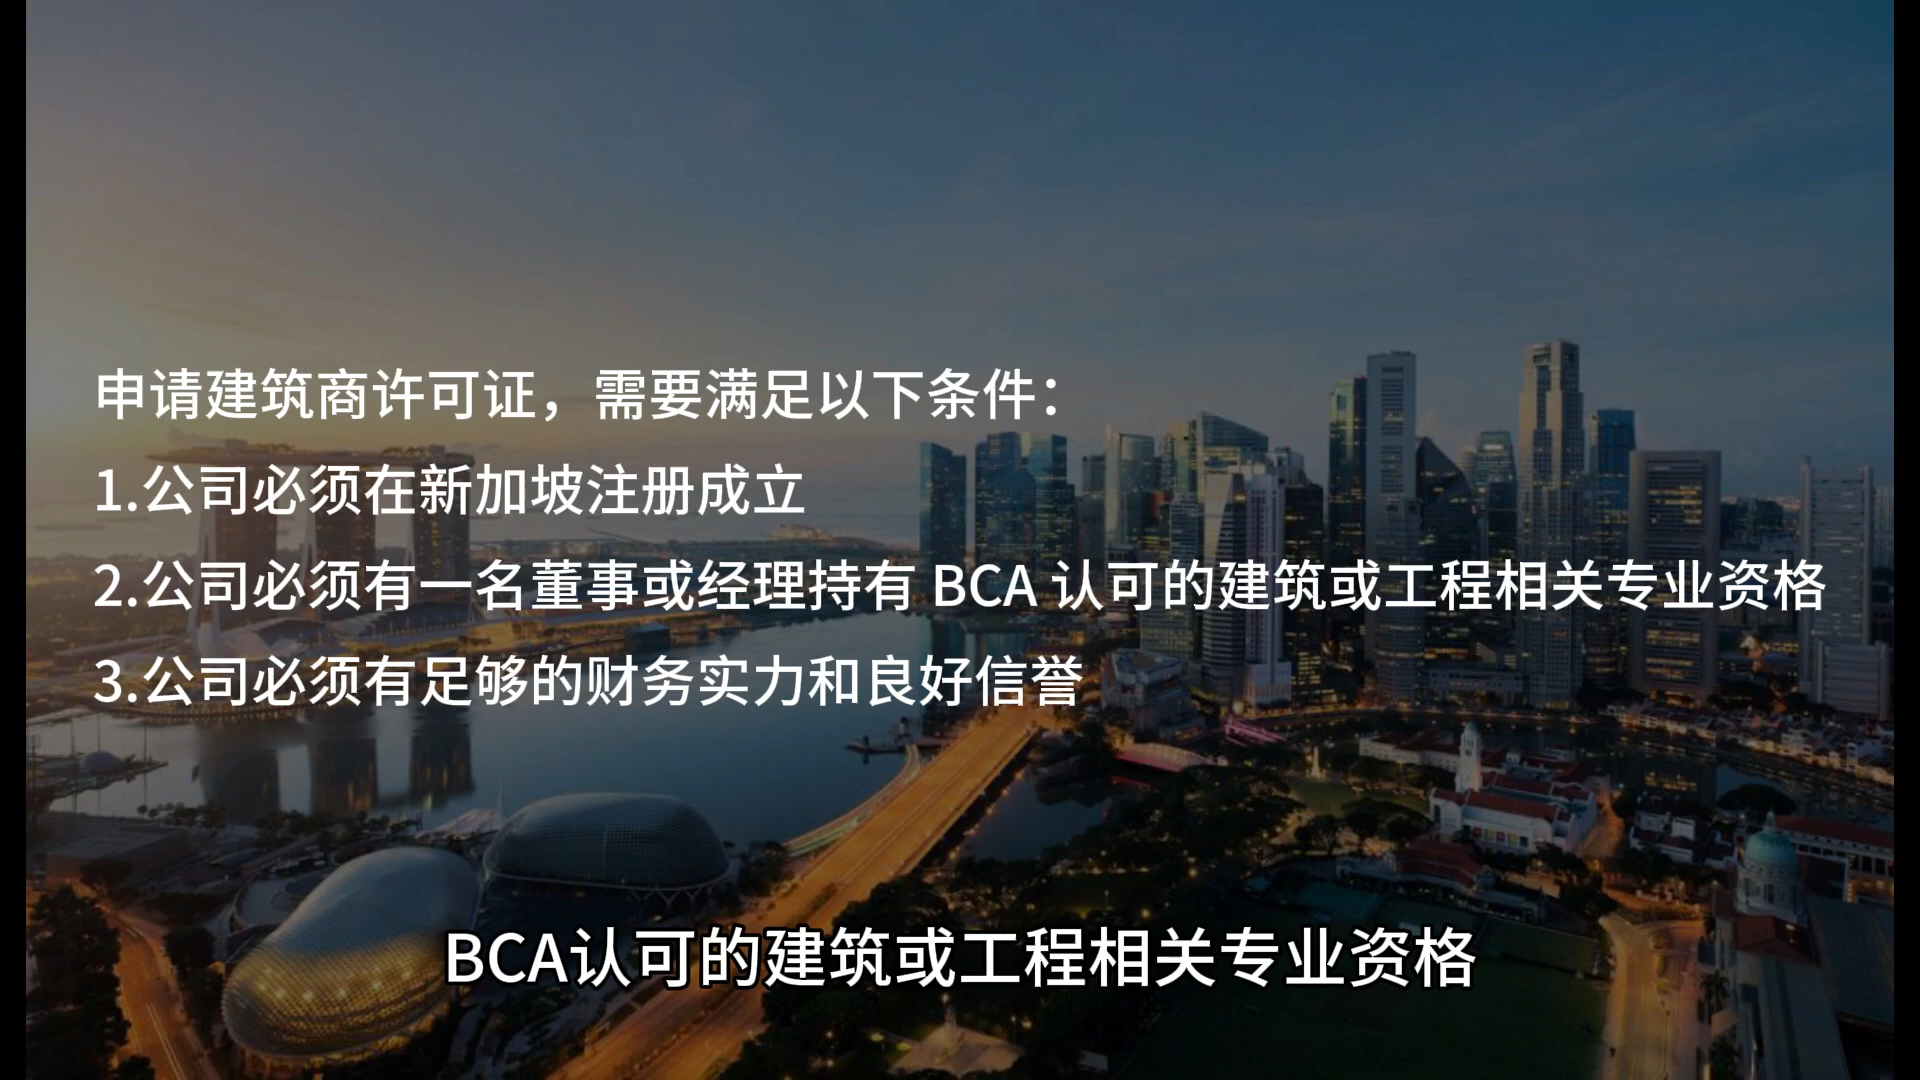 申请建筑商许可证，需要满足以下条件：
1.公司必须在新加坡注册成立
2.公司必须有一名董事或经理持有 BCA 认可的建筑或工程相关专业资格
3.公司必须有足够的财务实力和良好信誉
BCA认可的建筑或工程相关专业资格